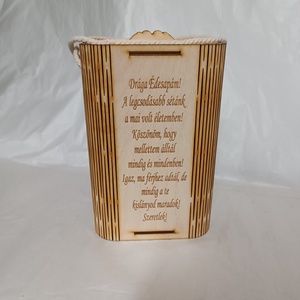 Drága Édesapám!
A legcsodásabb sétánk
a mai volt életemben!
Köszönöm, hogy
mellettem álltál
mindig és mindenben!
Igaz, ma férjhez adtál, de
mindig a te
kislányod maradok!
Szeretlek!